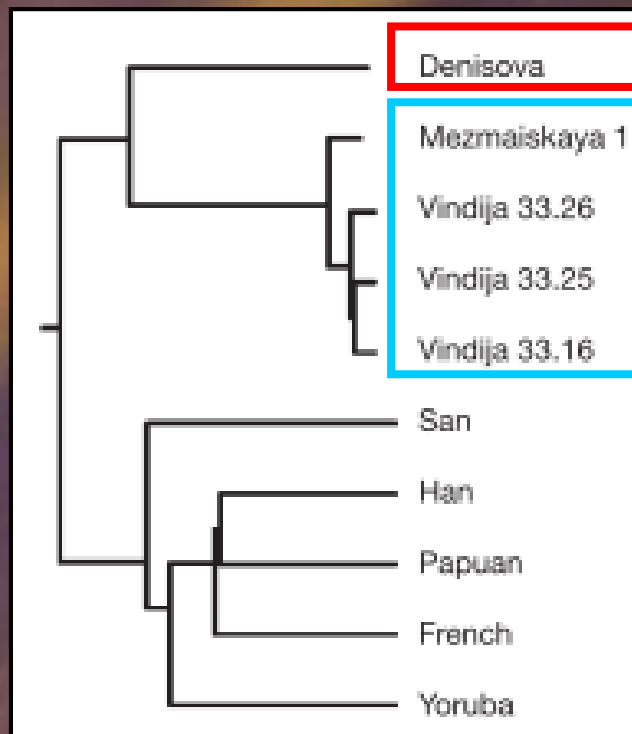 Denisova
Mezmaiskaya 1
Vindija 33.26
Vindija 33.25
Vindija 33.16
San
Han
Papuan
French
Yoruba